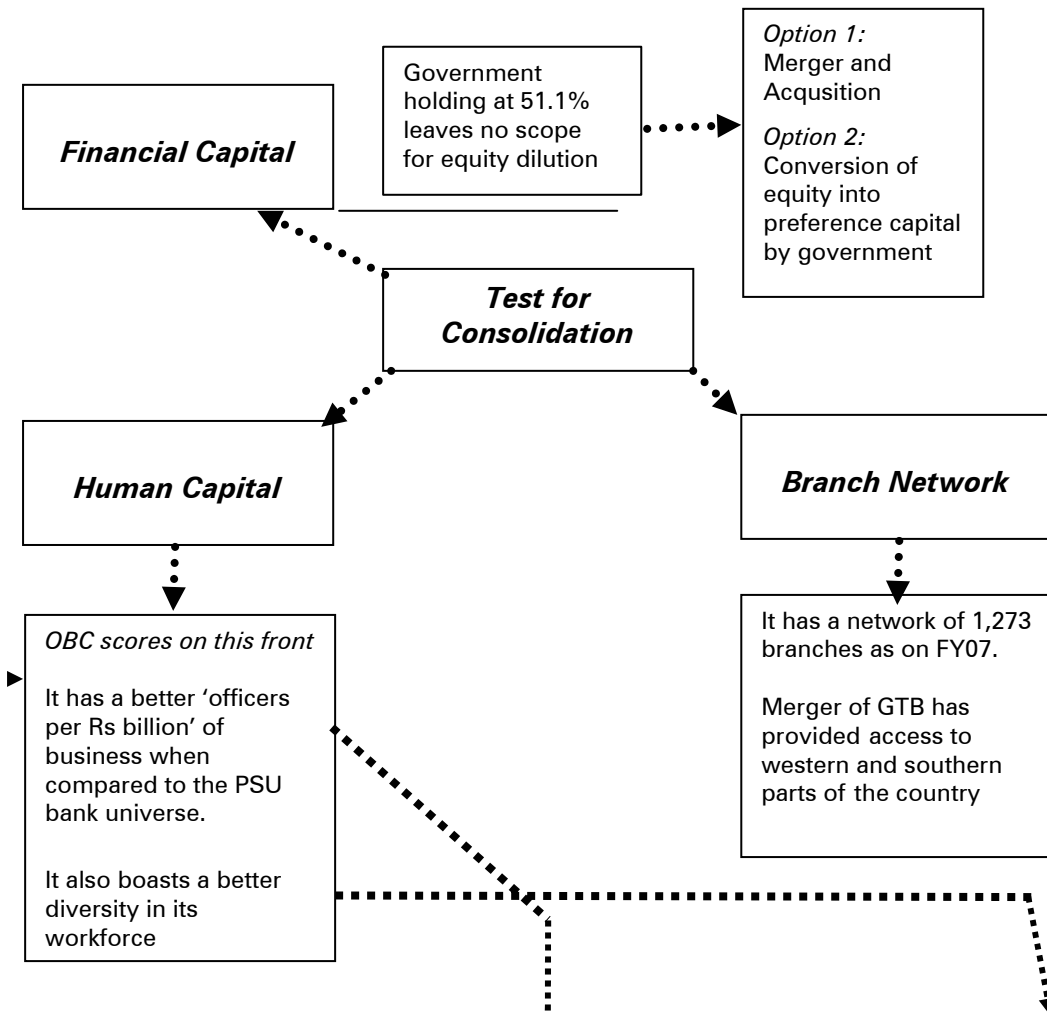 Option 1:
Merger and
Acqusition
Option 2:
Conversion of
equity into
preference capital
by government
Government
holding at 51.1%
leaves no scope
for equity dilution
Financial Capital
Test for
Consolidation
Human Capital
Branch Network
OBC scores on this front
It has a better ‘officers
per Rs billion’ of
business when
compared to the PSU
bank universe.
It also boasts a better
diversity in its
workforce
It has a network of 1,273
branches as on FY07.
Merger of GTB has
provided access to
western and southern
parts of the country